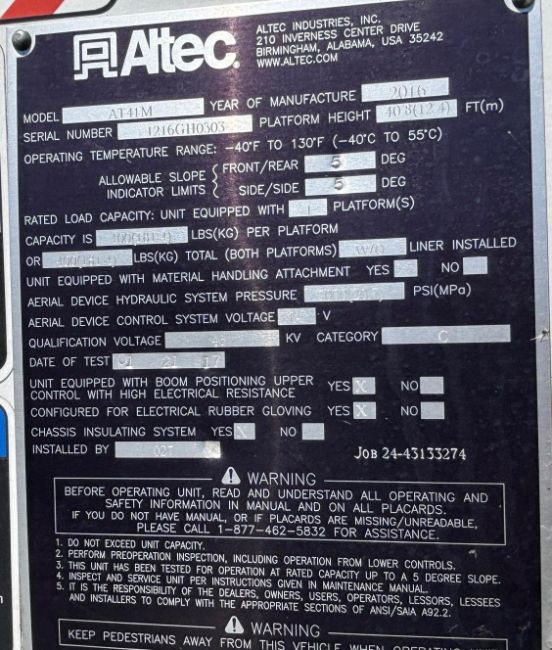 Altec.
ALTEC INDUSTRIES, INC.
210 INVERNESS CENTER DRIVE
BIRMINGHAM, ALABAMA, USA 35242
WWW.ALTEC.COM
MODEL AT41M YEAR OF MANUFACTURE 2016
SERIAL NUMBER 1216GH0303 PLATFORM HEIGHT 40.8(12.4) FT(m)
OPERATING TEMPERATURE RANGE: -40°F TO 130°F (-40°C TO 55°C)
ALLOWABLE SLOPE INDICATOR LIMITS
FRONT/REAR 5 DEG
SIDE/SIDE 5 DEG
RATED LOAD CAPACITY: UNIT EQUIPPED WITH 1 PLATFORM(S)
CAPACITY IS LBS(KG) PER PLATFORM
OR LBS(KG) TOTAL (BOTH PLATFORMS) W/O LINER INSTALLED
UNIT EQUIPPED WITH MATERIAL HANDLING ATTACHMENT YES NO
AERIAL DEVICE HYDRAULIC SYSTEM PRESSURE PSI(MPa)
AERIAL DEVICE CONTROL SYSTEM VOLTAGE V
QUALIFICATION VOLTAGE KV CATEGORY C
DATE OF TEST 01 21 17
UNIT EQUIPPED WITH BOOM POSITIONING UPPER
CONTROL WITH HIGH ELECTRICAL RESISTANCE YES X NO
CONFIGURED FOR ELECTRICAL RUBBER GLOVING YES X NO
CHASSIS INSULATING SYSTEM YES X NO
INSTALLED BY 027
JOB 24-43133274
WARNING
BEFORE OPERATING UNIT, READ AND UNDERSTAND ALL OPERATING AND
SAFETY INFORMATION IN MANUAL AND ON ALL PLACARDS.
IF YOU DO NOT HAVE MANUAL, OR IF PLACARDS ARE MISSING/UNREADABLE,
PLEASE CALL 1-877-462-5832 FOR ASSISTANCE.
1. DO NOT EXCEED UNIT CAPACITY.
2. PERFORM PREOPERATION INSPECTION, INCLUDING OPERATION FROM LOWER CONTROLS.
3. THIS UNIT HAS BEEN TESTED FOR OPERATION AT RATED CAPACITY UP TO A 5 DEGREE SLOPE.
4. INSPECT AND SERVICE UNIT PER INSTRUCTIONS GIVEN IN MAINTENANCE MANUAL.
5. IT IS THE RESPONSIBILITY OF THE DEALERS, OWNERS, USERS, OPERATORS, LESSORS, LESSEES
AND INSTALLERS TO COMPLY WITH THE APPROPRIATE SECTIONS OF ANSI/SAIA A92.2.
WARNING
KEEP PEDESTRIANS AWAY FROM THIS VEHICLE WHEN OPERATING UNIT